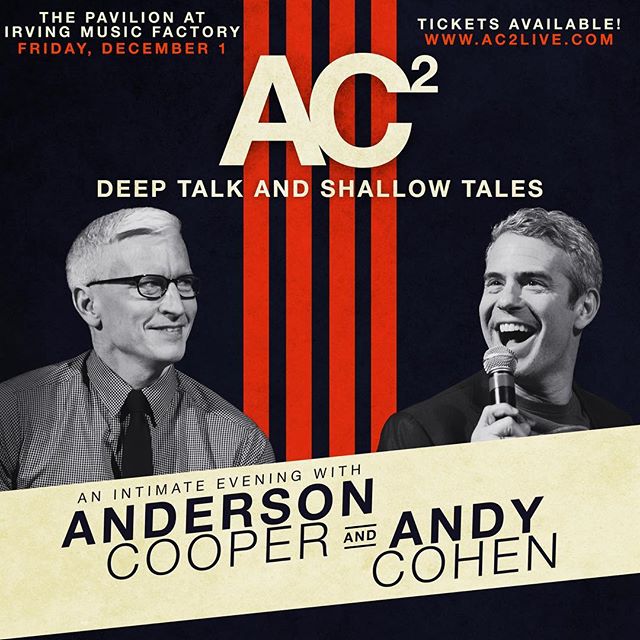 THE PAVILION AT
IRVING MUSIC FACTORY
FRIDAY, DECEMBER 1
TICKETS AVAILABLE!
WWW.AC2LIVE.COM
AC²
DEEP TALK AND SHALLOW TALES
AN INTIMATE EVENING WITH
ANDERSON COOPER AND ANDY COHEN